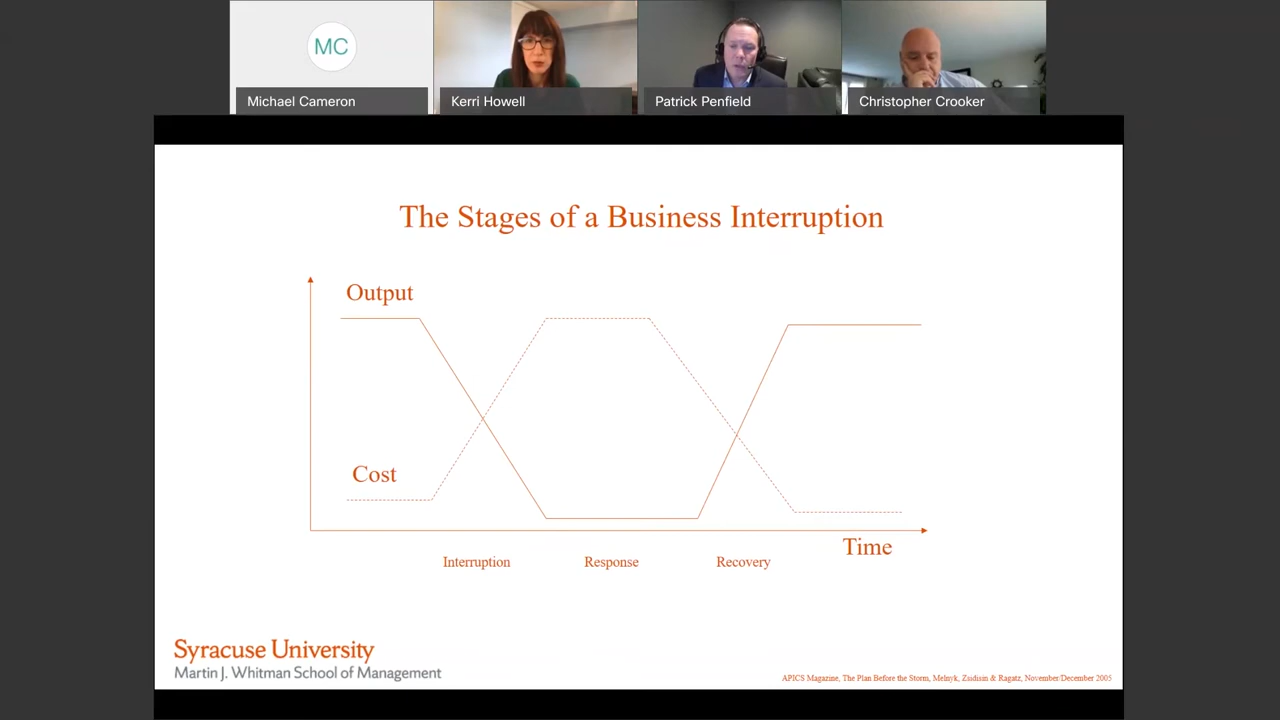 MC
Michael Cameron
Kerri Howell
Patrick Penfield
Christopher Crooker
The Stages of a Business Interruption
Output
Cost
Time
Interruption
Response
Recovery
Syracuse University
Martin J. Whitman School of Management
APICS Magazine, The Plan Before the Storm, Melnyk, Zsidisin & Ragatz, November/December 2005